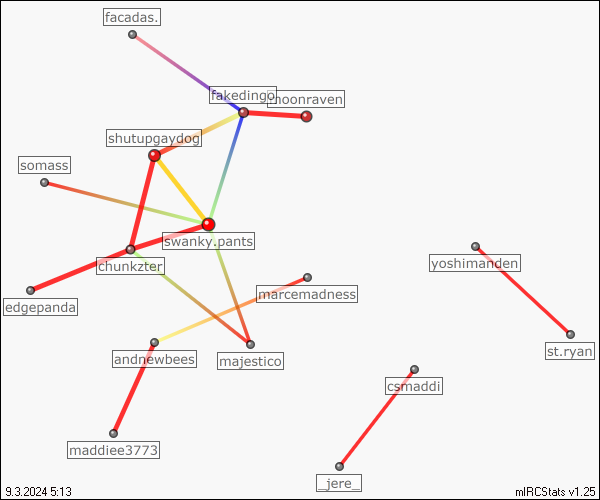 facadas.
fakedingo
moonraven
shutupgaydog
somass
swanky.pants
yoshimanden
chunkzter
marcemadness
edgepanda
st.ryan
andnewbees
majestico
csmaddi
maddiee3773
_jere_
9.3.2024 5:13
mIRCStats v1.25